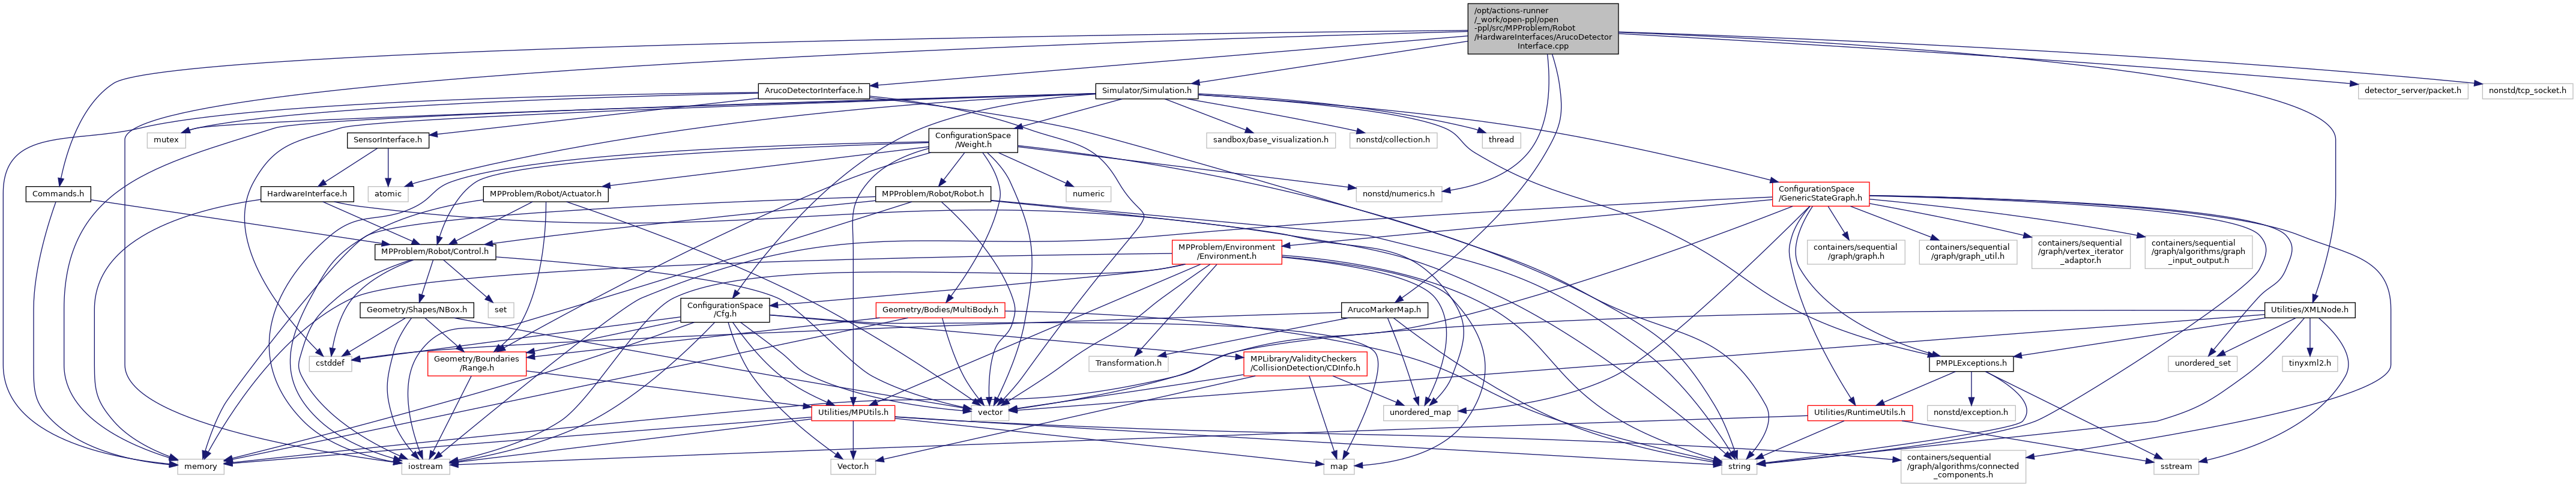 /opt/actions-runner
/_work/open-ppl/open
-ppl/src/MPProblem/Robot
/HardwareInterfaces/ArucoDetector
Interface.cpp
ArucoDetectorInterface.h
Simulator/Simulation.h
detector_server/packet.h
nonstd/tcp_socket.h
mutex
SensorInterface.h
ConfigurationSpace
/Weight.h
sandbox/base_visualization.h
nonstd/collection.h
thread
Commands.h
HardwareInterface.h
atomic
MPProblem/Robot/Actuator.h
MPProblem/Robot/Robot.h
numeric
nonstd/numerics.h
ConfigurationSpace
/GenericStateGraph.h
MPProblem/Robot/Control.h
MPProblem/Environment
/Environment.h
containers/sequential
/graph/graph.h
containers/sequential
/graph/graph_util.h
containers/sequential
/graph/vertex_iterator
_adaptor.h
containers/sequential
/graph/algorithms/graph
_input_output.h
Geometry/Shapes/NBox.h
set
ConfigurationSpace
/Cfg.h
Geometry/Bodies/MultiBody.h
ArucoMarkerMap.h
Utilities/XMLNode.h
cstddef
Geometry/Boundaries
/Range.h
Transformation.h
MPLibrary/ValidityCheckers
/CollisionDetection/CDInfo.h
PMPLExceptions.h
unordered_set
tinyxml2.h
Utilities/MPUtils.h
vector
unordered_map
Utilities/RuntimeUtils.h
nonstd/exception.h
memory
iostream
Vector.h
map
string
containers/sequential
/graph/algorithms/connected
_components.h
sstream